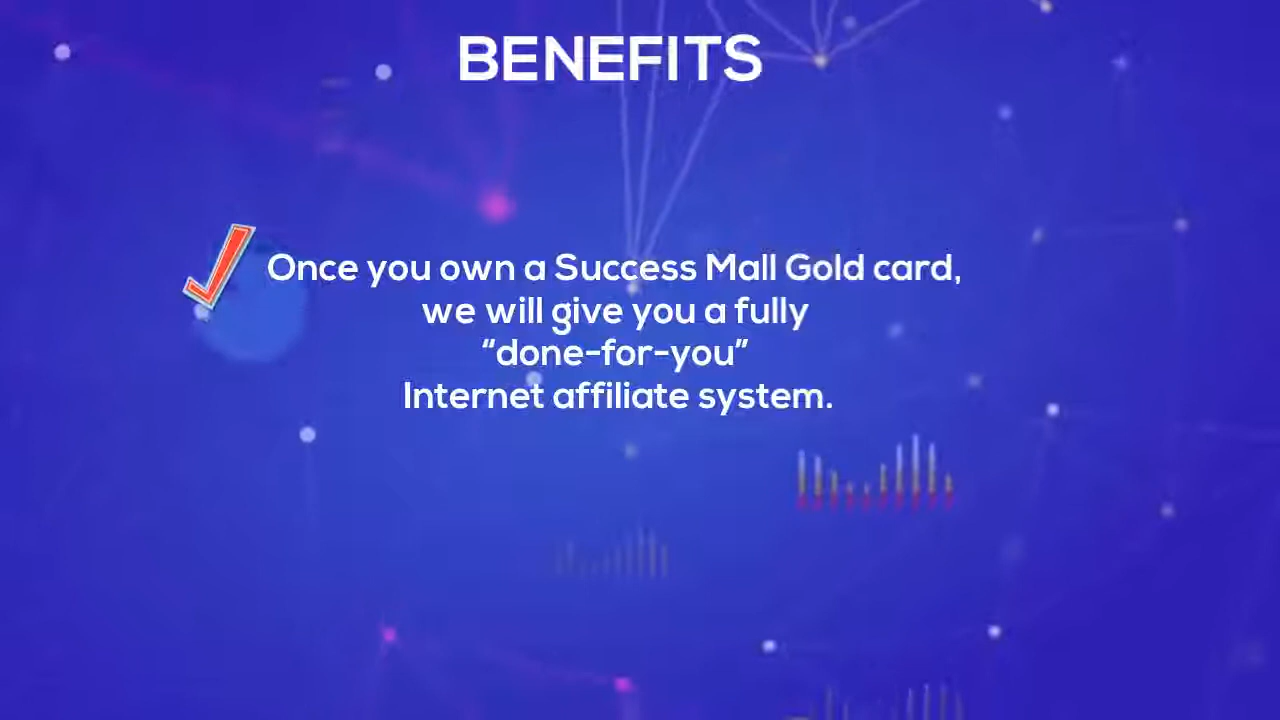 BENEFITS
Once you own a Success Mall Gold card,
we will give you a fully
“done-for-you”
Internet affiliate system.